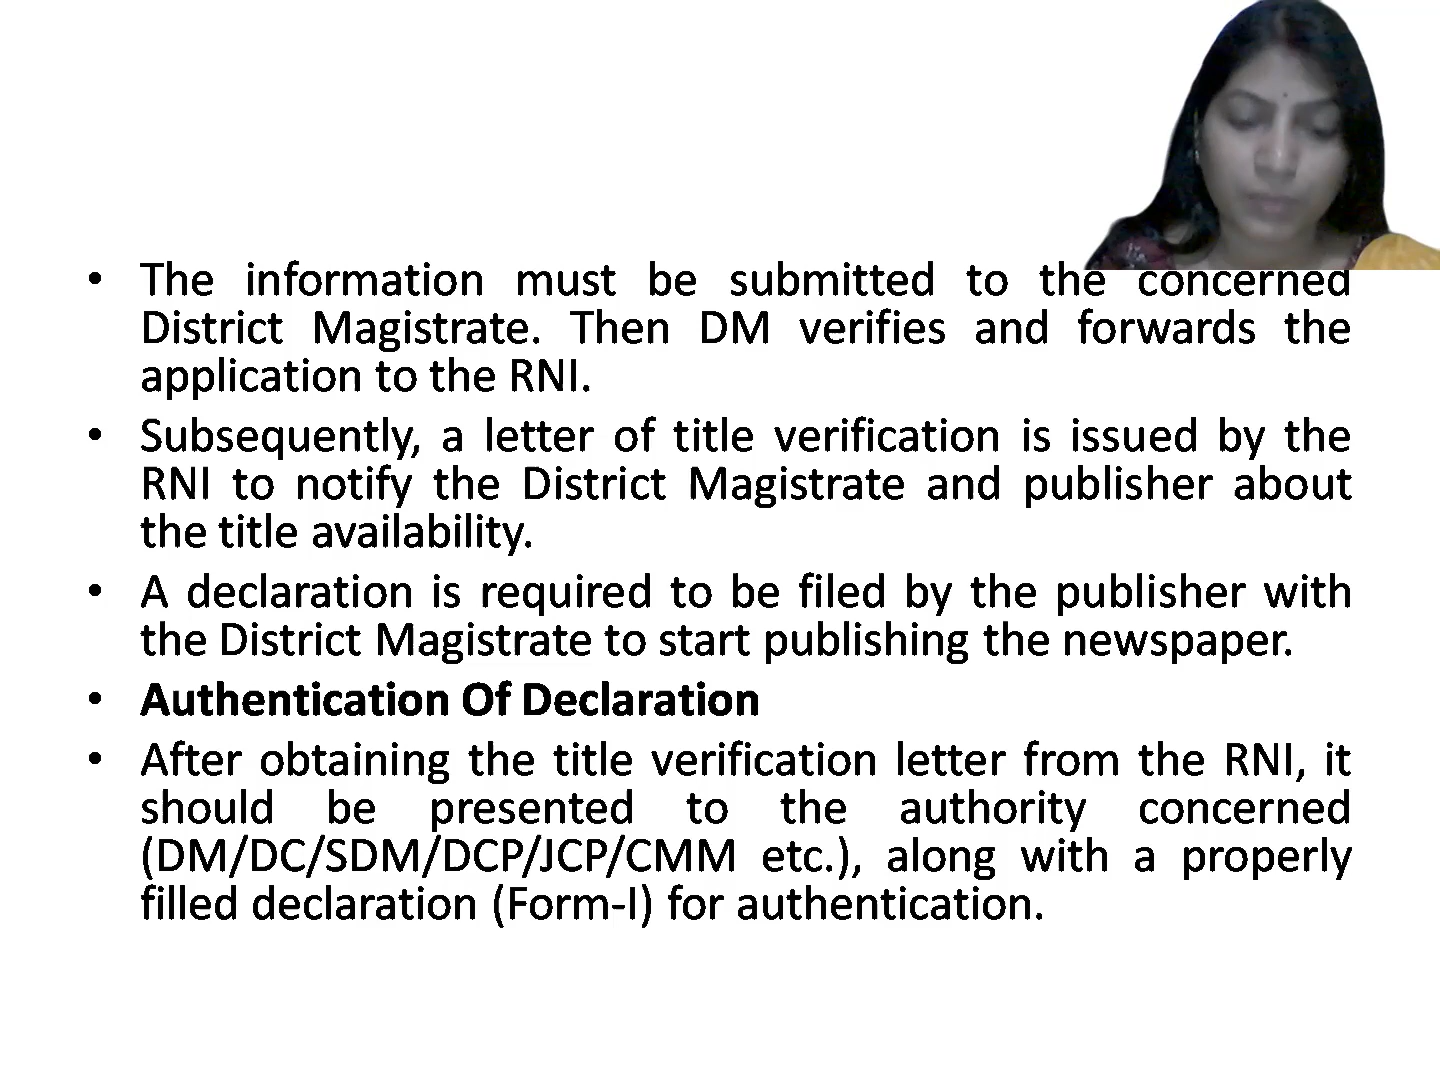 • The information must be submitted to the concerned
District Magistrate. Then DM verifies and forwards the
application to the RNI.
• Subsequently, a letter of title verification is issued by the
RNI to notify the District Magistrate and publisher about
the title availability.
• A declaration is required to be filed by the publisher with
the District Magistrate to start publishing the newspaper.
• Authentication Of Declaration
• After obtaining the title verification letter from the RNI, it
should be presented to the authority concerned
(DM/DC/SDM/DCP/JCP/CMM etc.), along with a properly
filled declaration (Form-I) for authentication.